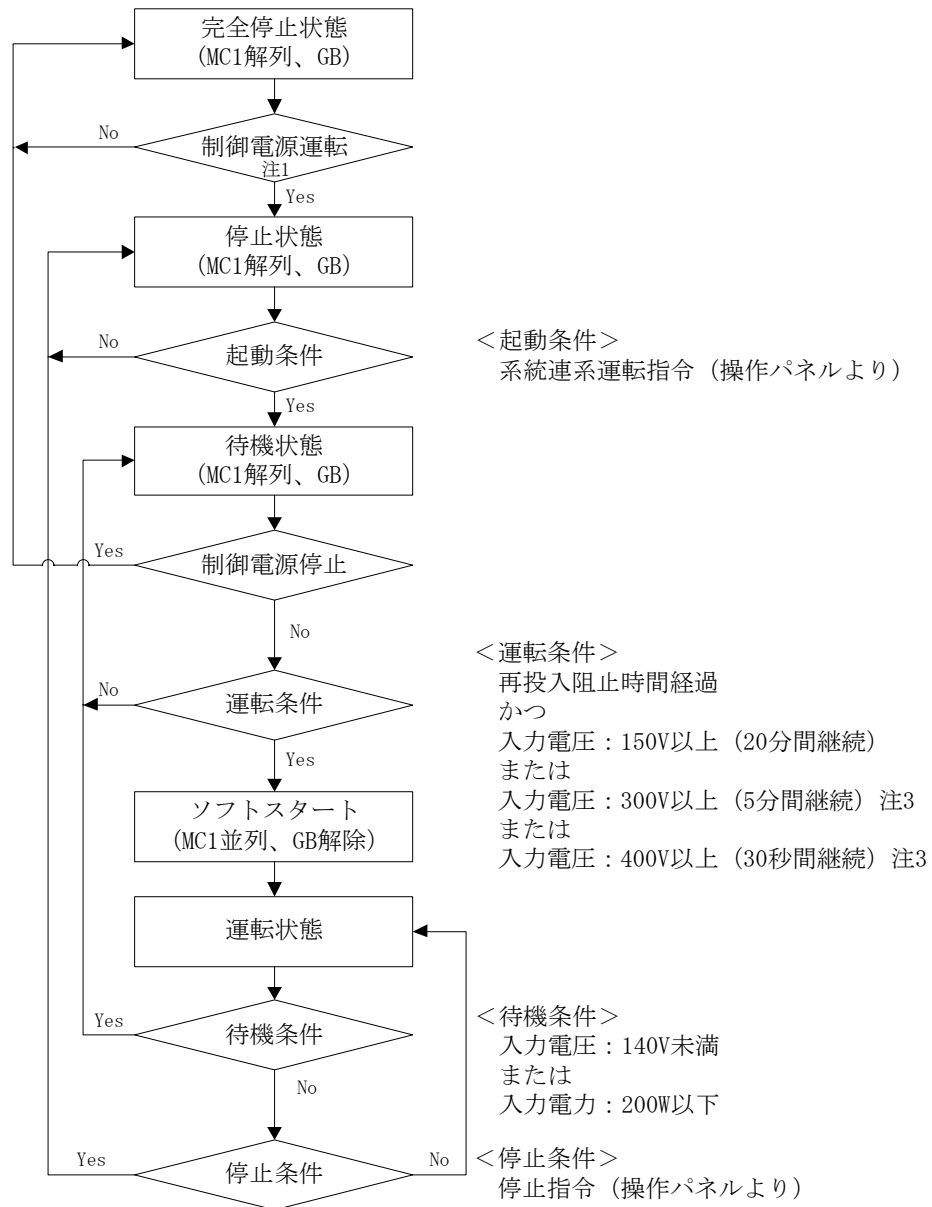 完全停止状態
(MC1解列、GB)
No
制御電源運転
注1
Yes
停止状態
(MC1解列、GB)
No
起動条件
<起動条件>
系統連系運転指令(操作パネルより)
Yes
待機状態
(MC1解列、GB)
Yes
制御電源停止
No
<運転条件>
再投入阻止時間経過
かつ
入力電圧:150V以上(20分間継続)
または
入力電圧:300V以上(5分間継続)注3
または
入力電圧:400V以上(30秒間継続)注3
No
運転条件
Yes
ソフトスタート
(MC1並列、GB解除)
運転状態
Yes
待機条件
<待機条件>
入力電圧:140V未満
または
入力電力:200W以下
No
Yes
停止条件
No
<停止条件>
停止指令(操作パネルより)